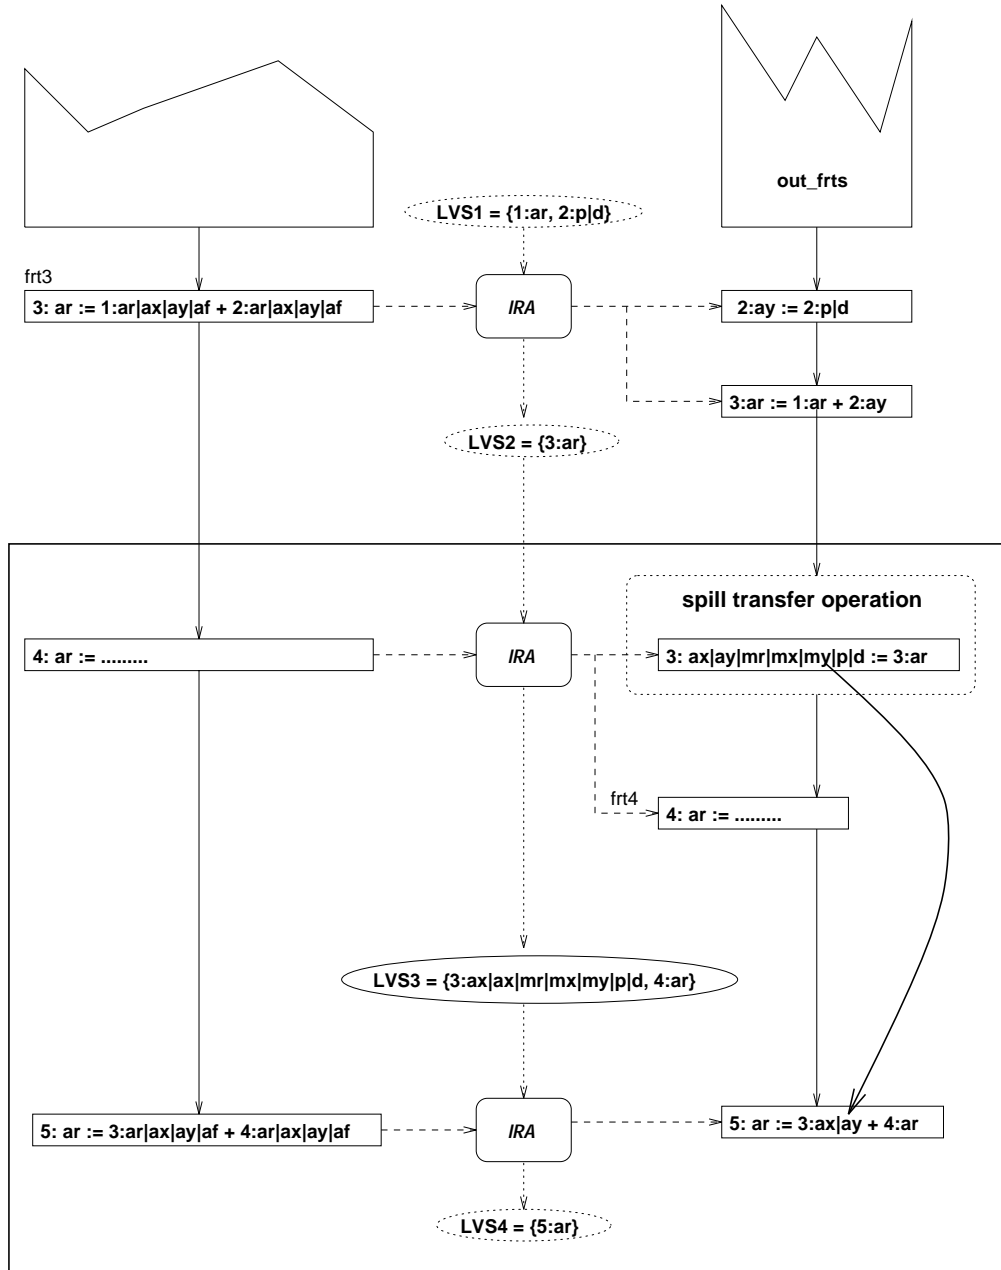 out_frts
LVS1 = {1:ar, 2:p|d}
frt3
3: ar := 1:ar|ax|ay|af + 2:ar|ax|ay|af
IRA
2:ay := 2:p|d
3:ar := 1:ar + 2:ay
LVS2 = {3:ar}
spill transfer operation
4: ar := .........
IRA
3: ax|ay|mr|mx|my|p|d := 3:ar
frt4
4: ar := .........
LVS3 = {3:ax|ax|mr|mx|my|p|d, 4:ar}
5: ar := 3:ar|ax|ay|af + 4:ar|ax|ay|af
IRA
5: ar := 3:ax|ay + 4:ar
LVS4 = {5:ar}